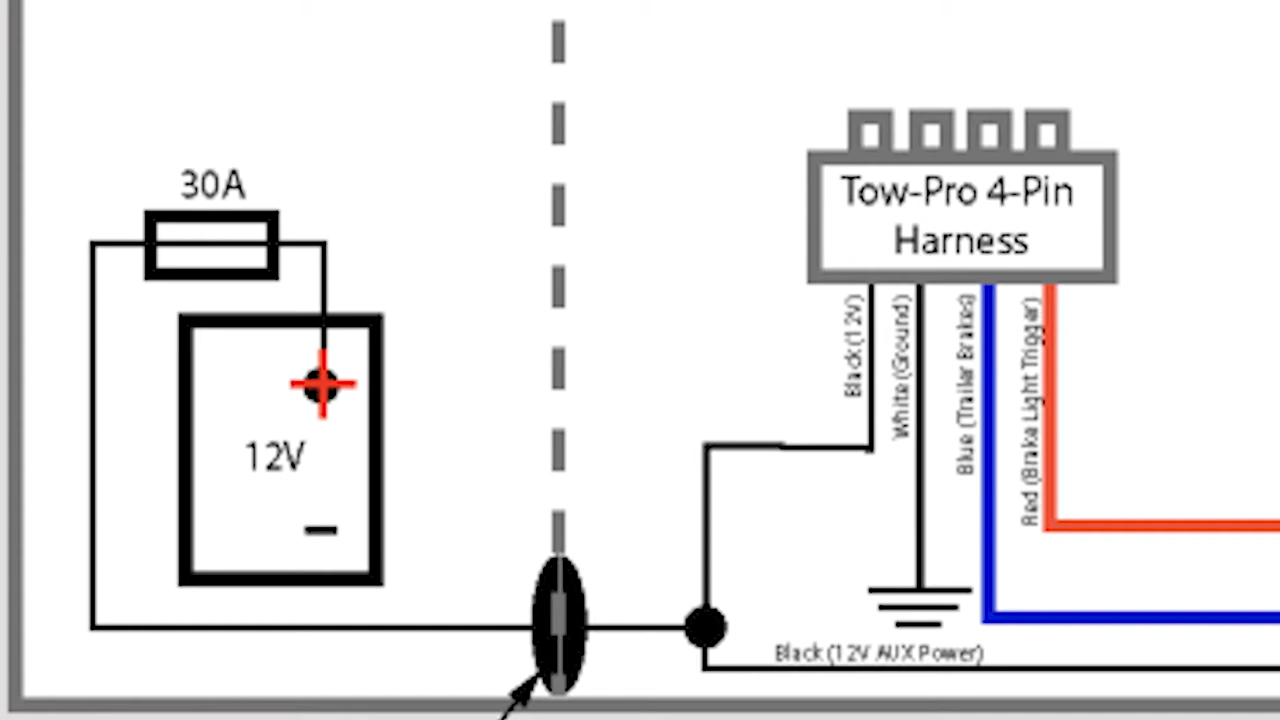 30A
12V
Tow-Pro 4-Pin
Harness
Black (12V)
White (Ground)
Blue (Trailer Brakes)
Red (Brake Light Trigger)
Black (12V AUX Power)